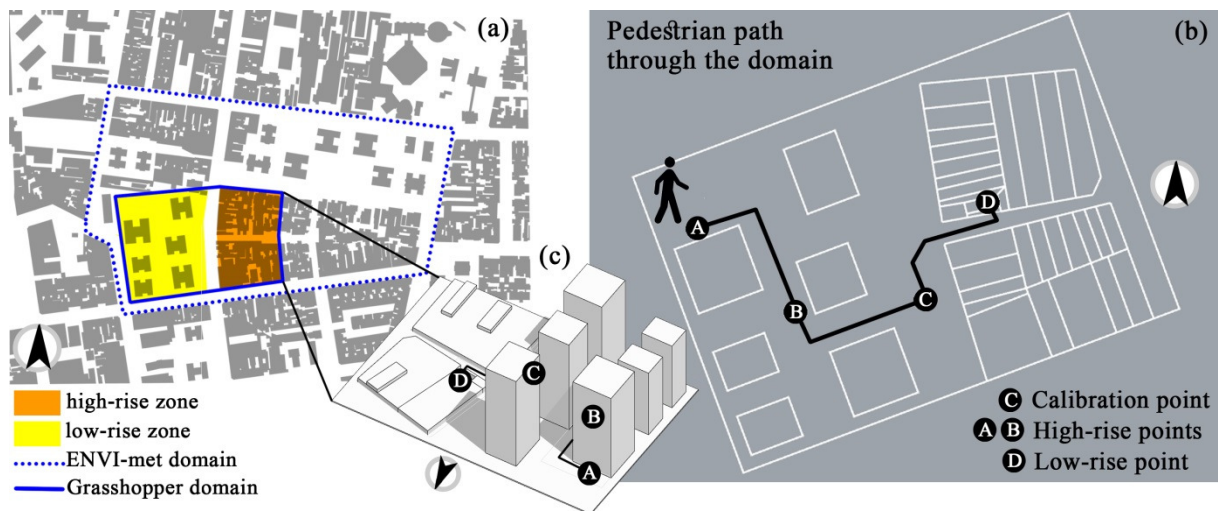 (a)
high-rise zone
low-rise zone
ENVI-met domain
Grasshopper domain
(c)
A
B
C
D
Pedestrian path
through the domain
(b)
A
B
C
D
C Calibration point
A B High-rise points
D Low-rise point